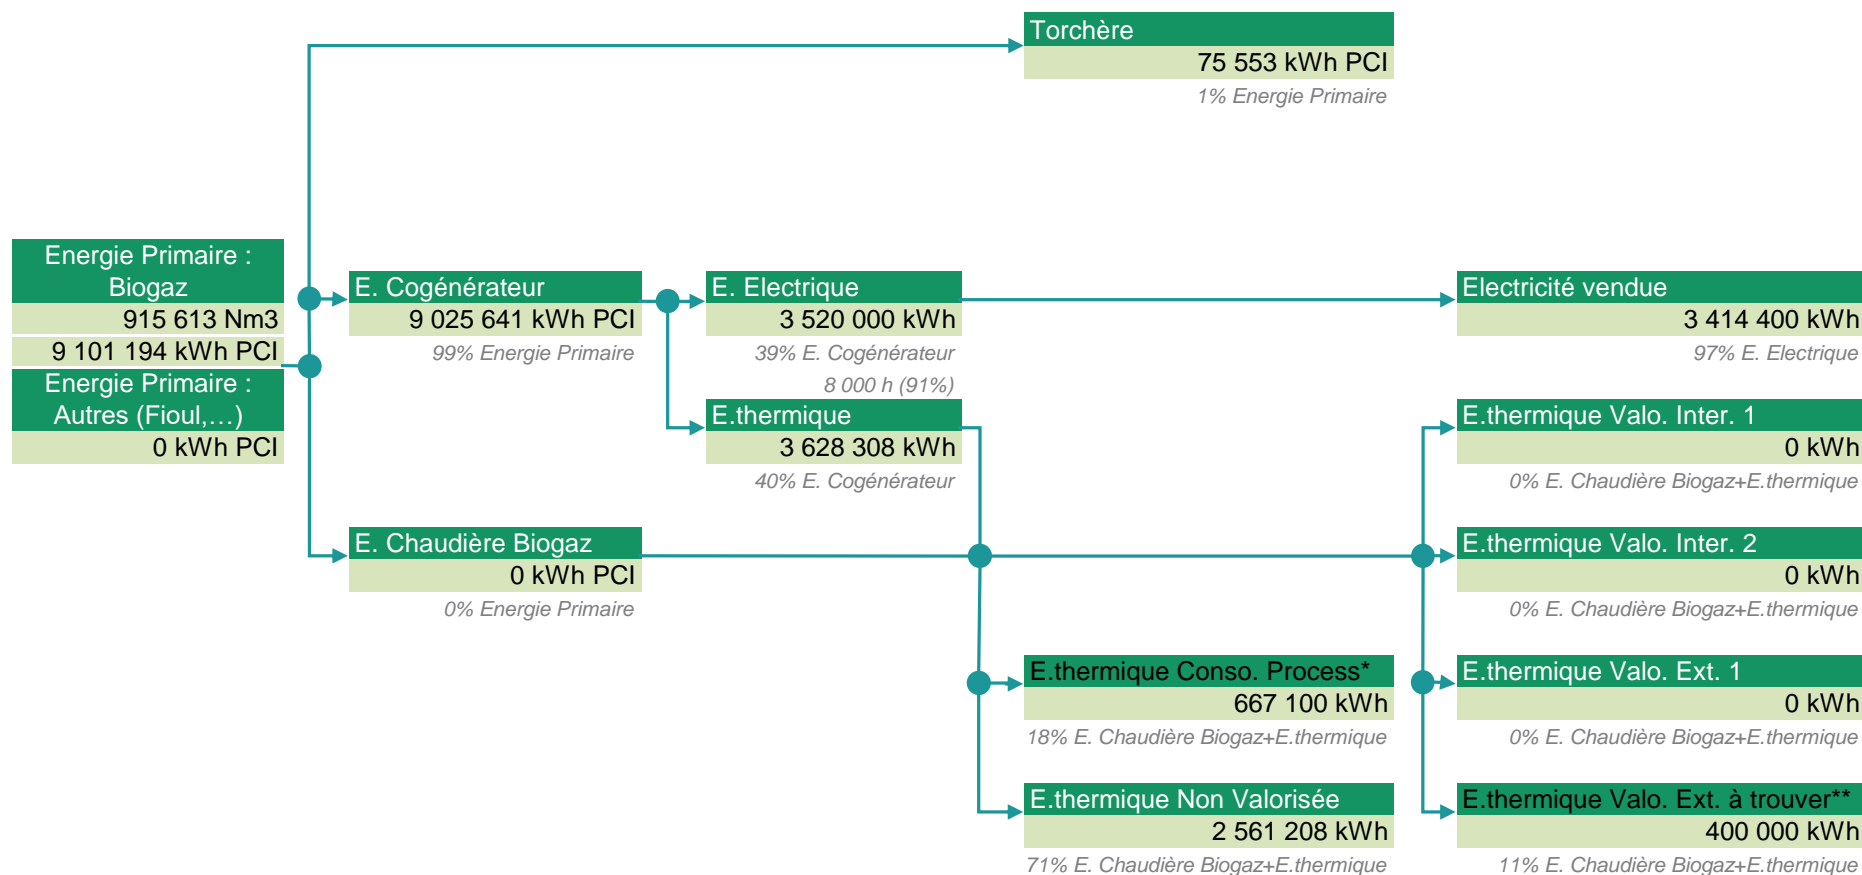 Torchère
75 553 kWh PCI
1% Energie Primaire
Energie Primaire :
Biogaz
915 613 Nm3
9 101 194 kWh PCI
Energie Primaire :
Autres (Fioul,…)
0 kWh PCI
E. Cogénérateur
9 025 641 kWh PCI
99% Energie Primaire
E. Electrique
3 520 000 kWh
39% E. Cogénérateur
8 000 h (91%)
E.thermique
3 628 308 kWh
40% E. Cogénérateur
E. Chaudière Biogaz
0 kWh PCI
0% Energie Primaire
E.thermique Conso. Process*
667 100 kWh
18% E. Chaudière Biogaz+E.thermique
E.thermique Non Valorisée
2 561 208 kWh
71% E. Chaudière Biogaz+E.thermique
Electricité vendue
3 414 400 kWh
97% E. Electrique
E.thermique Valo. Inter. 1
0 kWh
0% E. Chaudière Biogaz+E.thermique
E.thermique Valo. Inter. 2
0 kWh
0% E. Chaudière Biogaz+E.thermique
E.thermique Valo. Ext. 1
0 kWh
0% E. Chaudière Biogaz+E.thermique
E.thermique Valo. Ext. à trouver**
400 000 kWh
11% E. Chaudière Biogaz+E.thermique